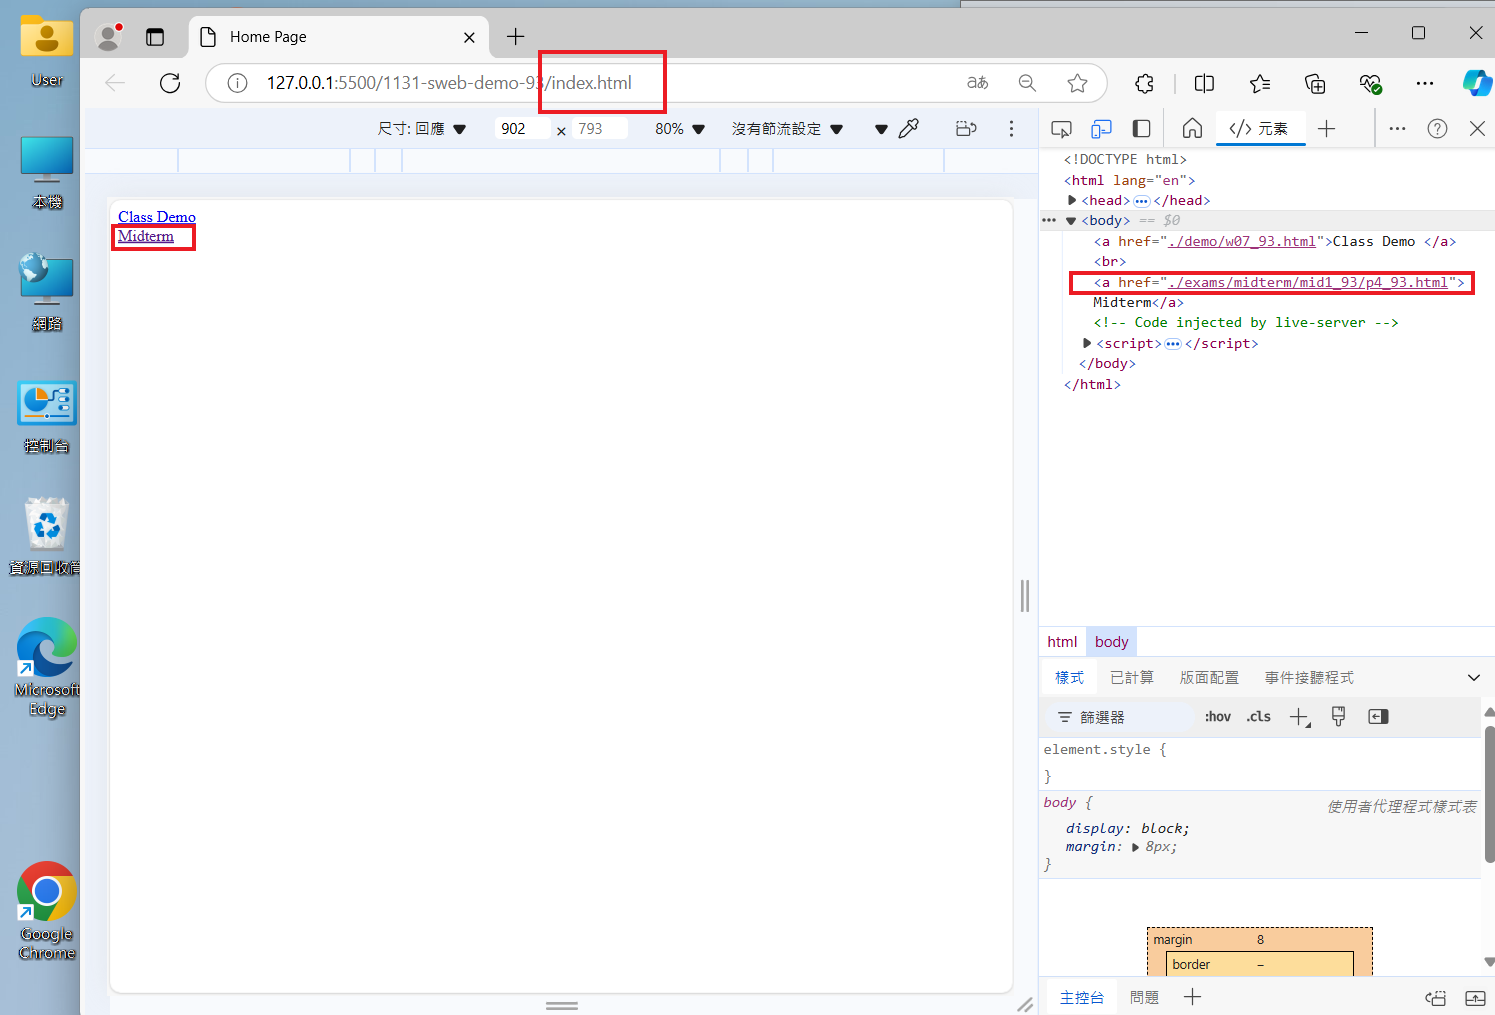 User
本機
網路
控制台
資源回收筒
Microsoft
Edge
Google
Chrome
Home Page
127.0.0.1:5500/1131-sweb-demo-93/index.html
aあ
尺寸: 回應
902
×
793
80%
沒有節流設定
元素
Class Demo
Midterm
<!DOCTYPE html>
<html lang="en">
<head> </head>
<body> == $0
<a href="./demo/w07_93.html">Class Demo </a>
<br>
<a href="./exams/midterm/mid1_93/p4_93.html">
Midterm</a>
<!-- Code injected by live-server -->
<script> </script>
</body>
</html>
html
body
樣式
已計算
版面配置
事件接聽程式
篩選器
:hov
.cls
element.style {
}
body {
使用者代理程式樣式表
display: block;
margin: 8px;
}
margin
8
border
–
主控台
問題